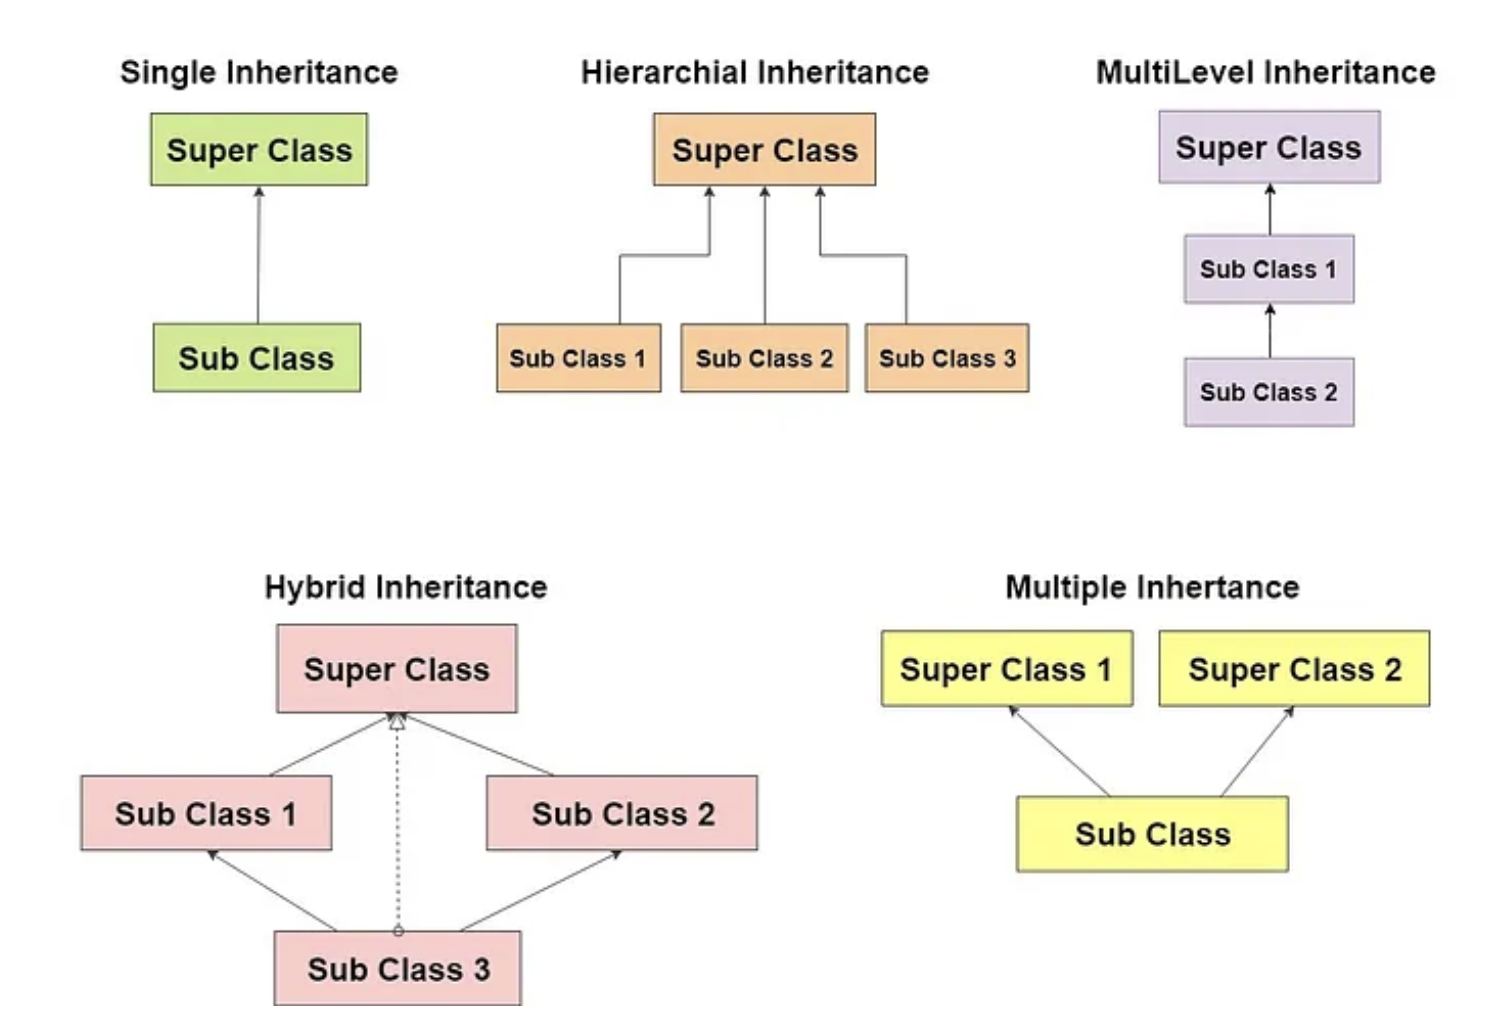 Single Inheritance
Super Class
Sub Class
Hierarchial Inheritance
Super Class
Sub Class 1
Sub Class 2
Sub Class 3
MultiLevel Inheritance
Super Class
Sub Class 1
Sub Class 2
Hybrid Inheritance
Super Class
Sub Class 1
Sub Class 2
Sub Class 3
Multiple Inhertance
Super Class 1
Super Class 2
Sub Class